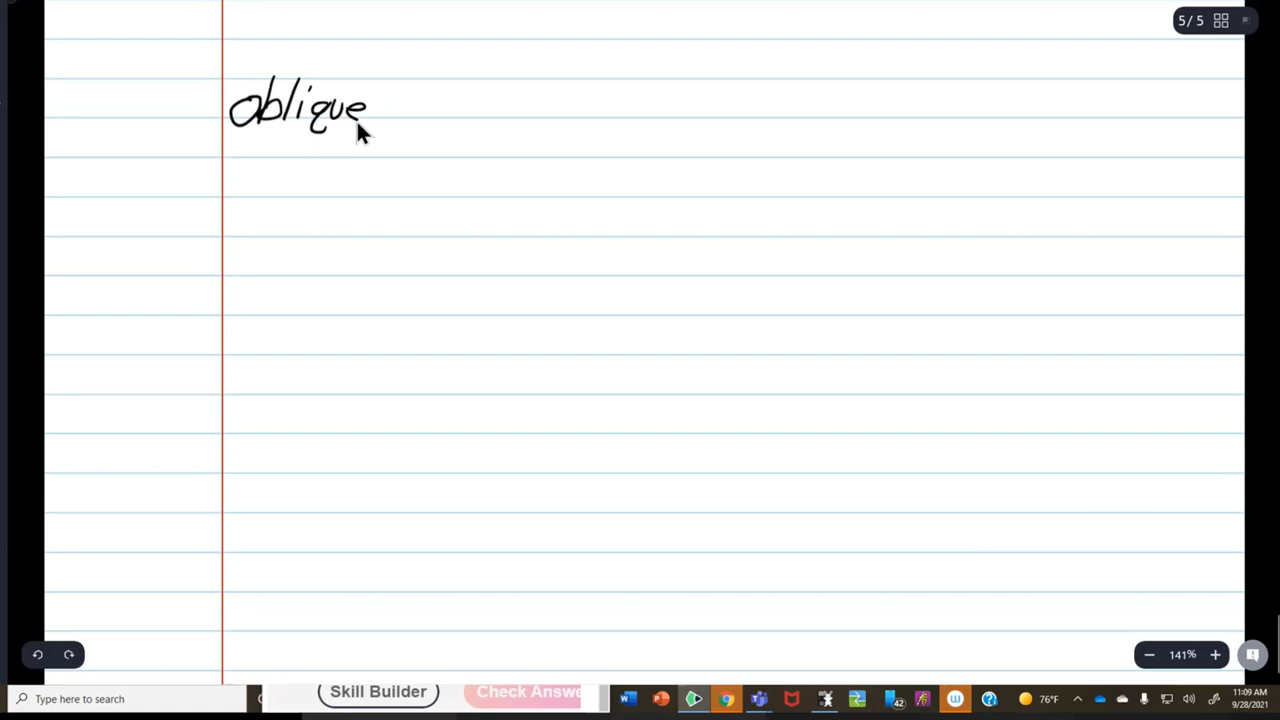 5/5
oblique
141%
Type here to search
Skill Builder
Check Answe
42
76°F
11:09 AM
9/28/2021